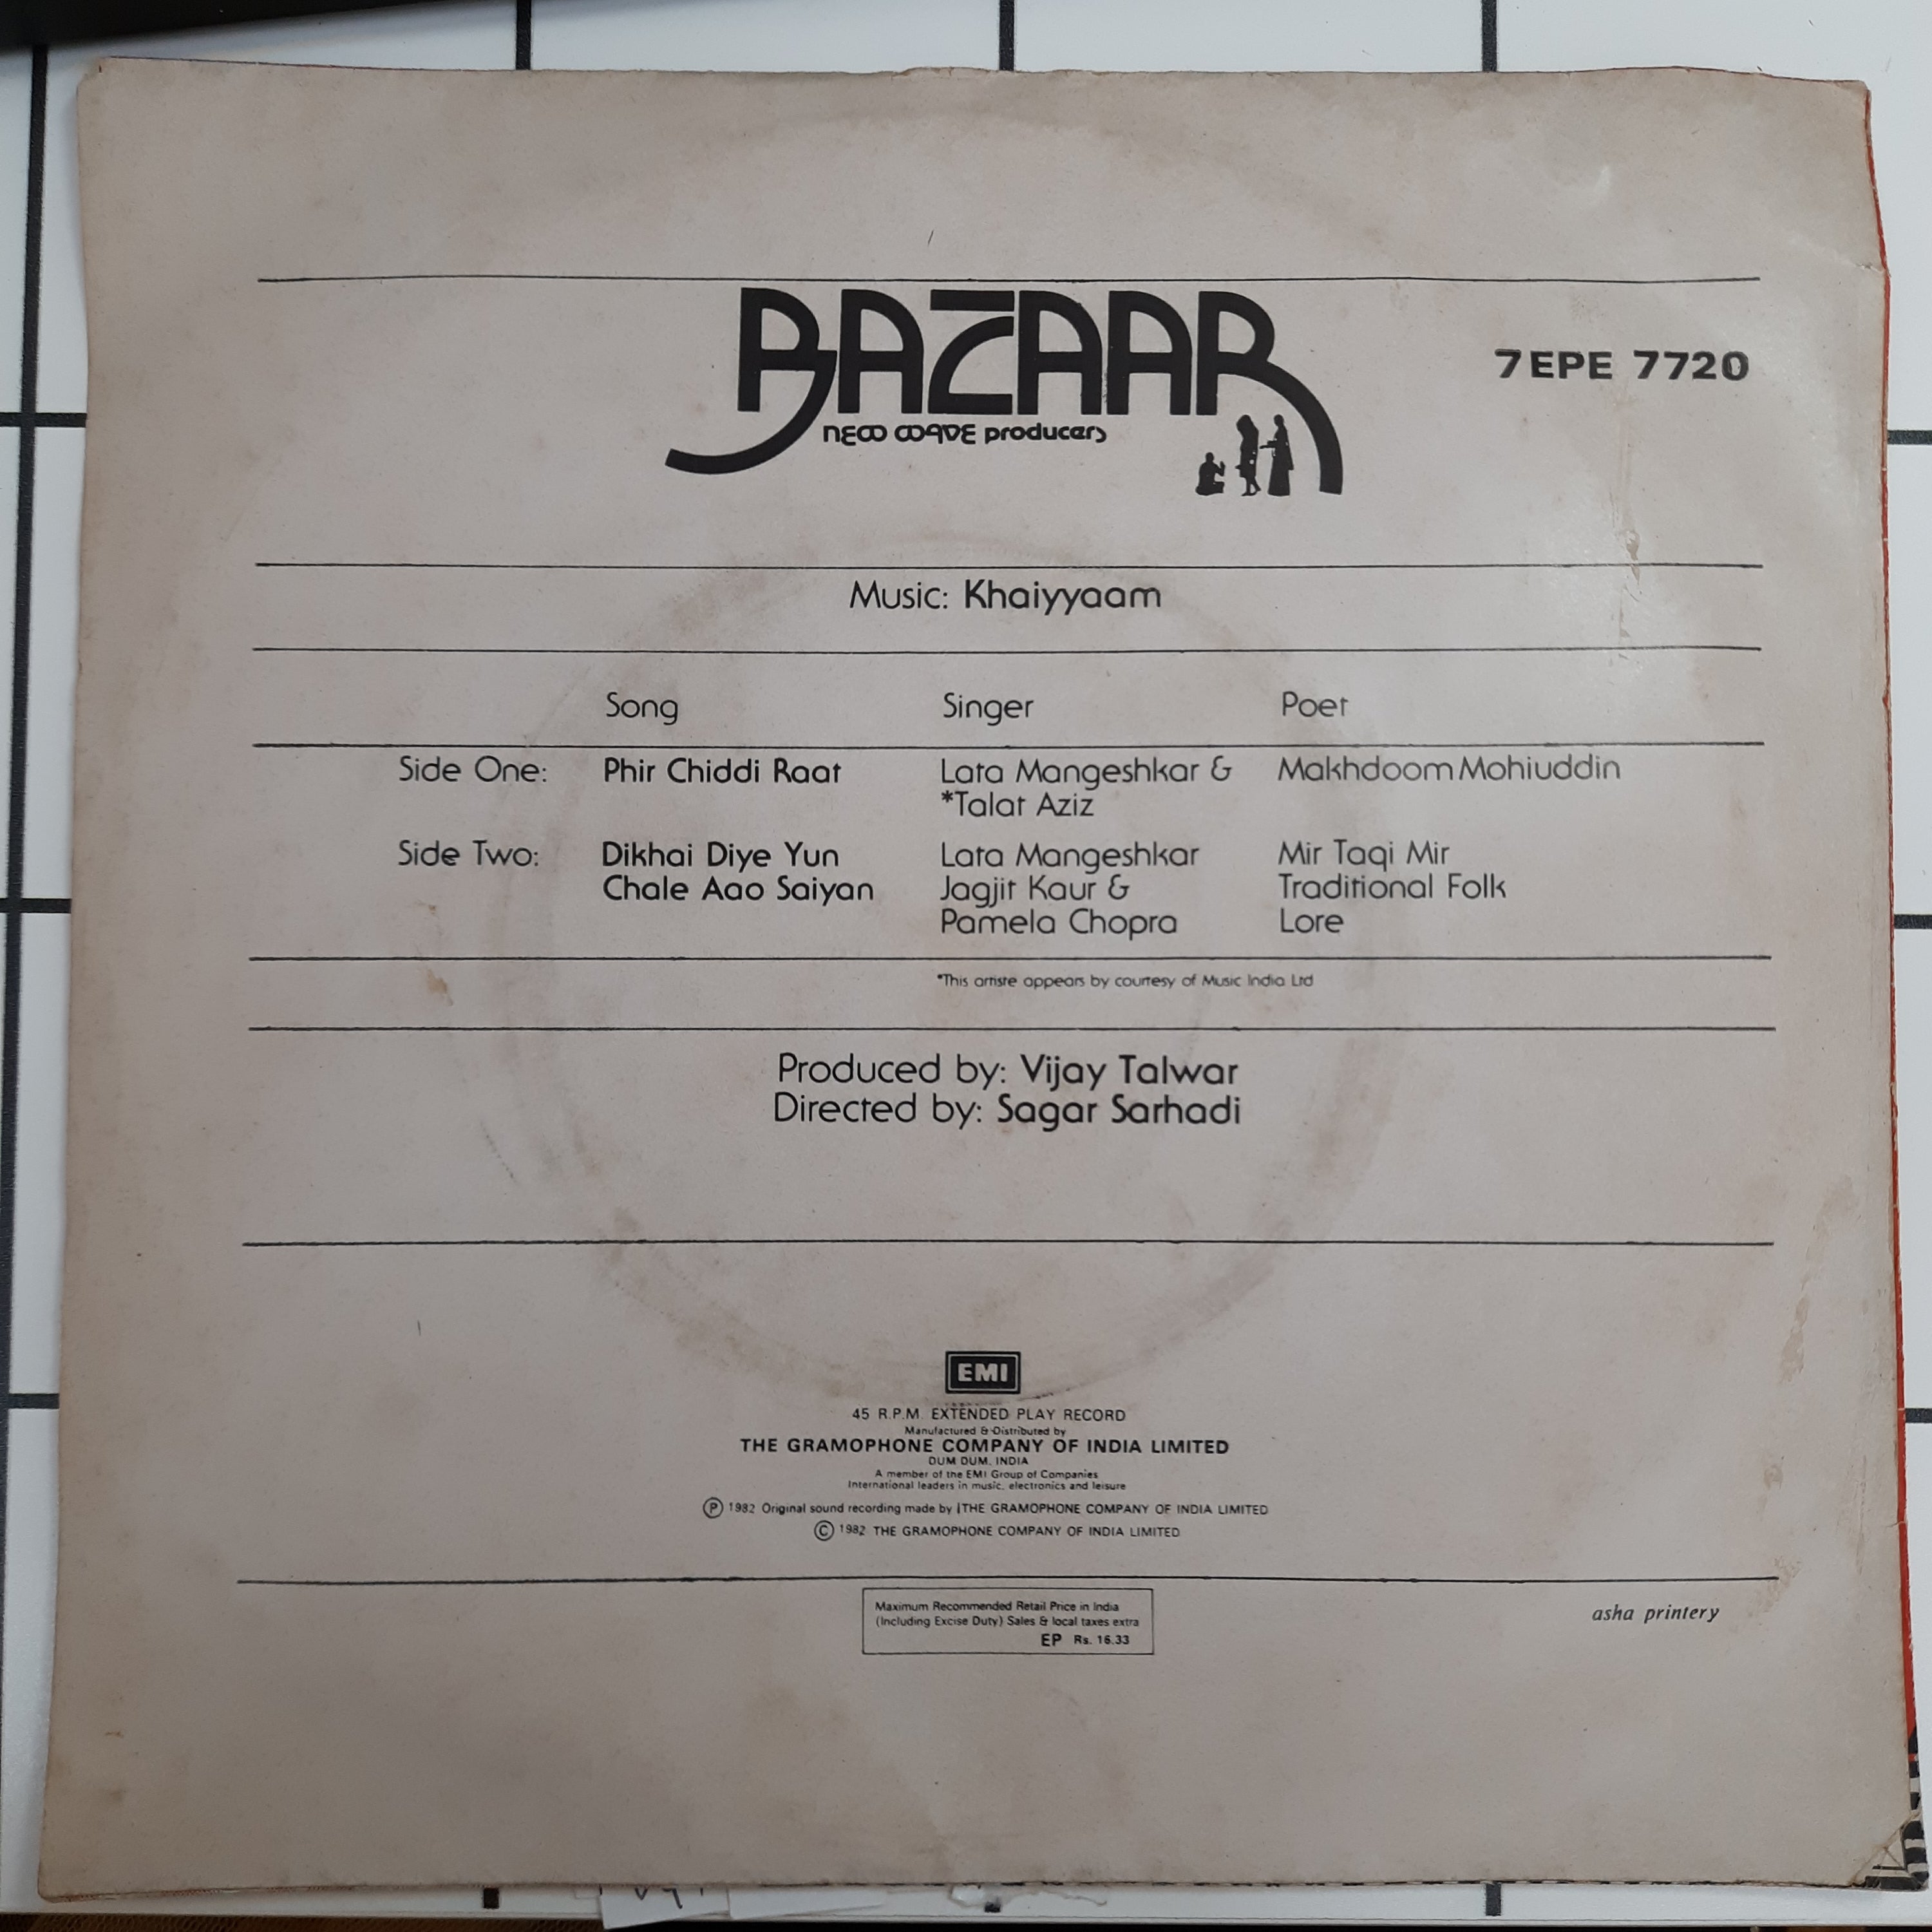 BAZAAR
new wave producers
7EPE 7720
Music: Khaiyyaam
Song Singer Poet
Side One: Phir Chiddi Raat Lata Mangeshkar & Makhdoom Mohiuddin
*Talat Aziz
Side Two: Dikhai Diye Yun Lata Mangeshkar Mir Taqi Mir
Chale Aao Saiyan Jagjit Kaur & Traditional Folk
Pamela Chopra Lore
*This artiste appears by courtesy of Music India Ltd
Produced by: Vijay Talwar
Directed by: Sagar Sarhadi
EMI
45 R.P.M. EXTENDED PLAY RECORD
Manufactured & Distributed by
THE GRAMOPHONE COMPANY OF INDIA LIMITED
DUM DUM, INDIA
A member of the EMI Group of Companies
International leaders in music, electronics and leisure
Ⓟ 1982 Original sound recording made by THE GRAMOPHONE COMPANY OF INDIA LIMITED
© 1982 THE GRAMOPHONE COMPANY OF INDIA LIMITED
Maximum Recommended Retail Price in India
(Including Excise Duty) Sales & local taxes extra
EP Rs. 16.33
asha printery